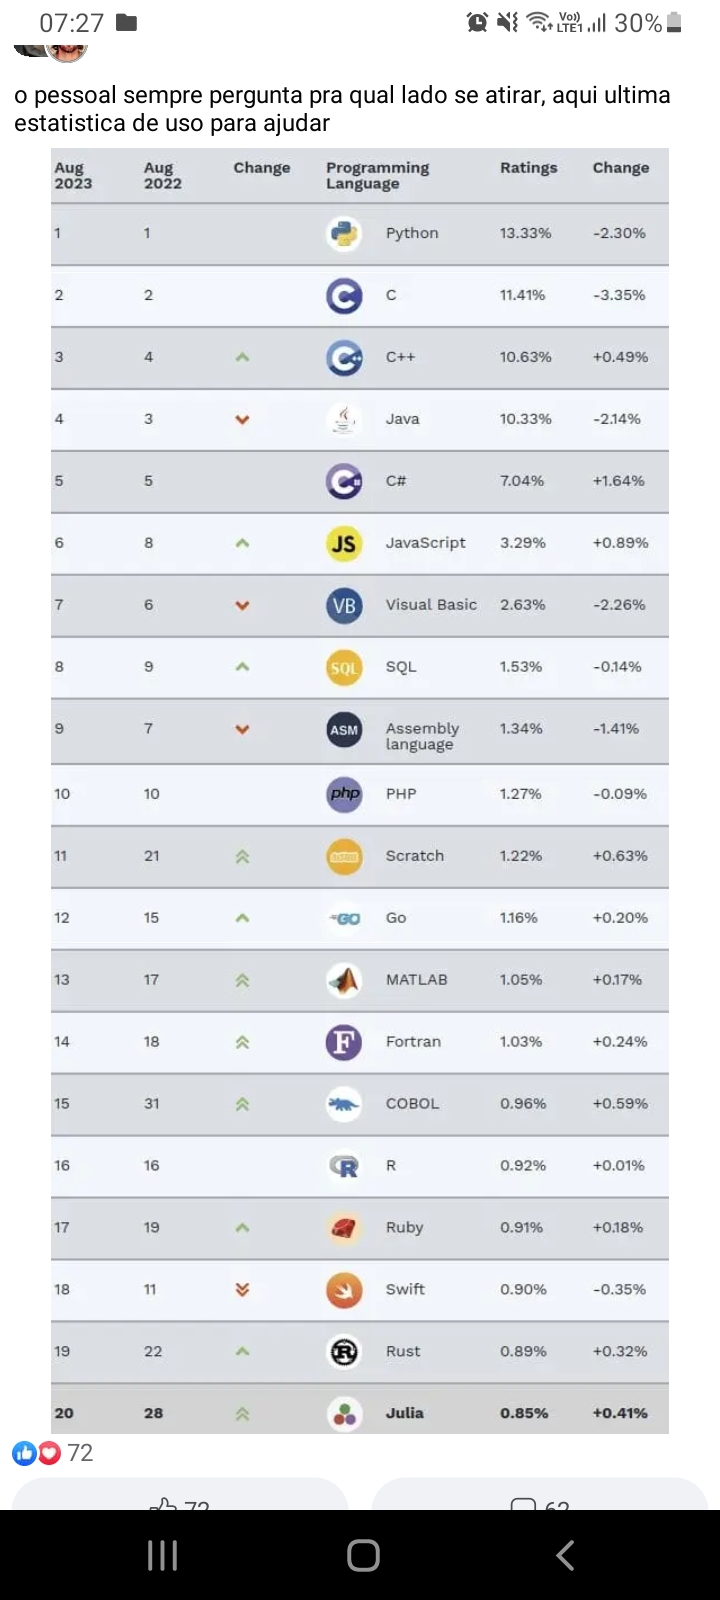 07:27
Vo)) LTE1 30%
o pessoal sempre pergunta pra qual lado se atirar, aqui ultima
estatistica de uso para ajudar
Aug 2023 Aug 2022 Change Programming Language Ratings Change
1 1 Python 13.33% -2.30%
2 2 C C 11.41% -3.35%
3 4 C++ C++ 10.63% +0.49%
4 3 Java 10.33% -2.14%
5 5 C# C# 7.04% +1.64%
6 8 JS JavaScript 3.29% +0.89%
7 6 VB Visual Basic 2.63% -2.26%
8 9 SQL SQL 1.53% -0.14%
9 7 ASM Assembly language 1.34% -1.41%
10 10 php PHP 1.27% -0.09%
11 21 Scratch 1.22% +0.63%
12 15 GO Go 1.16% +0.20%
13 17 MATLAB 1.05% +0.17%
14 18 F Fortran 1.03% +0.24%
15 31 COBOL 0.96% +0.59%
16 16 R R 0.92% +0.01%
17 19 Ruby 0.91% +0.18%
18 11 Swift 0.90% -0.35%
19 22 R Rust 0.89% +0.32%
20 28 Julia 0.85% +0.41%
72
72 62